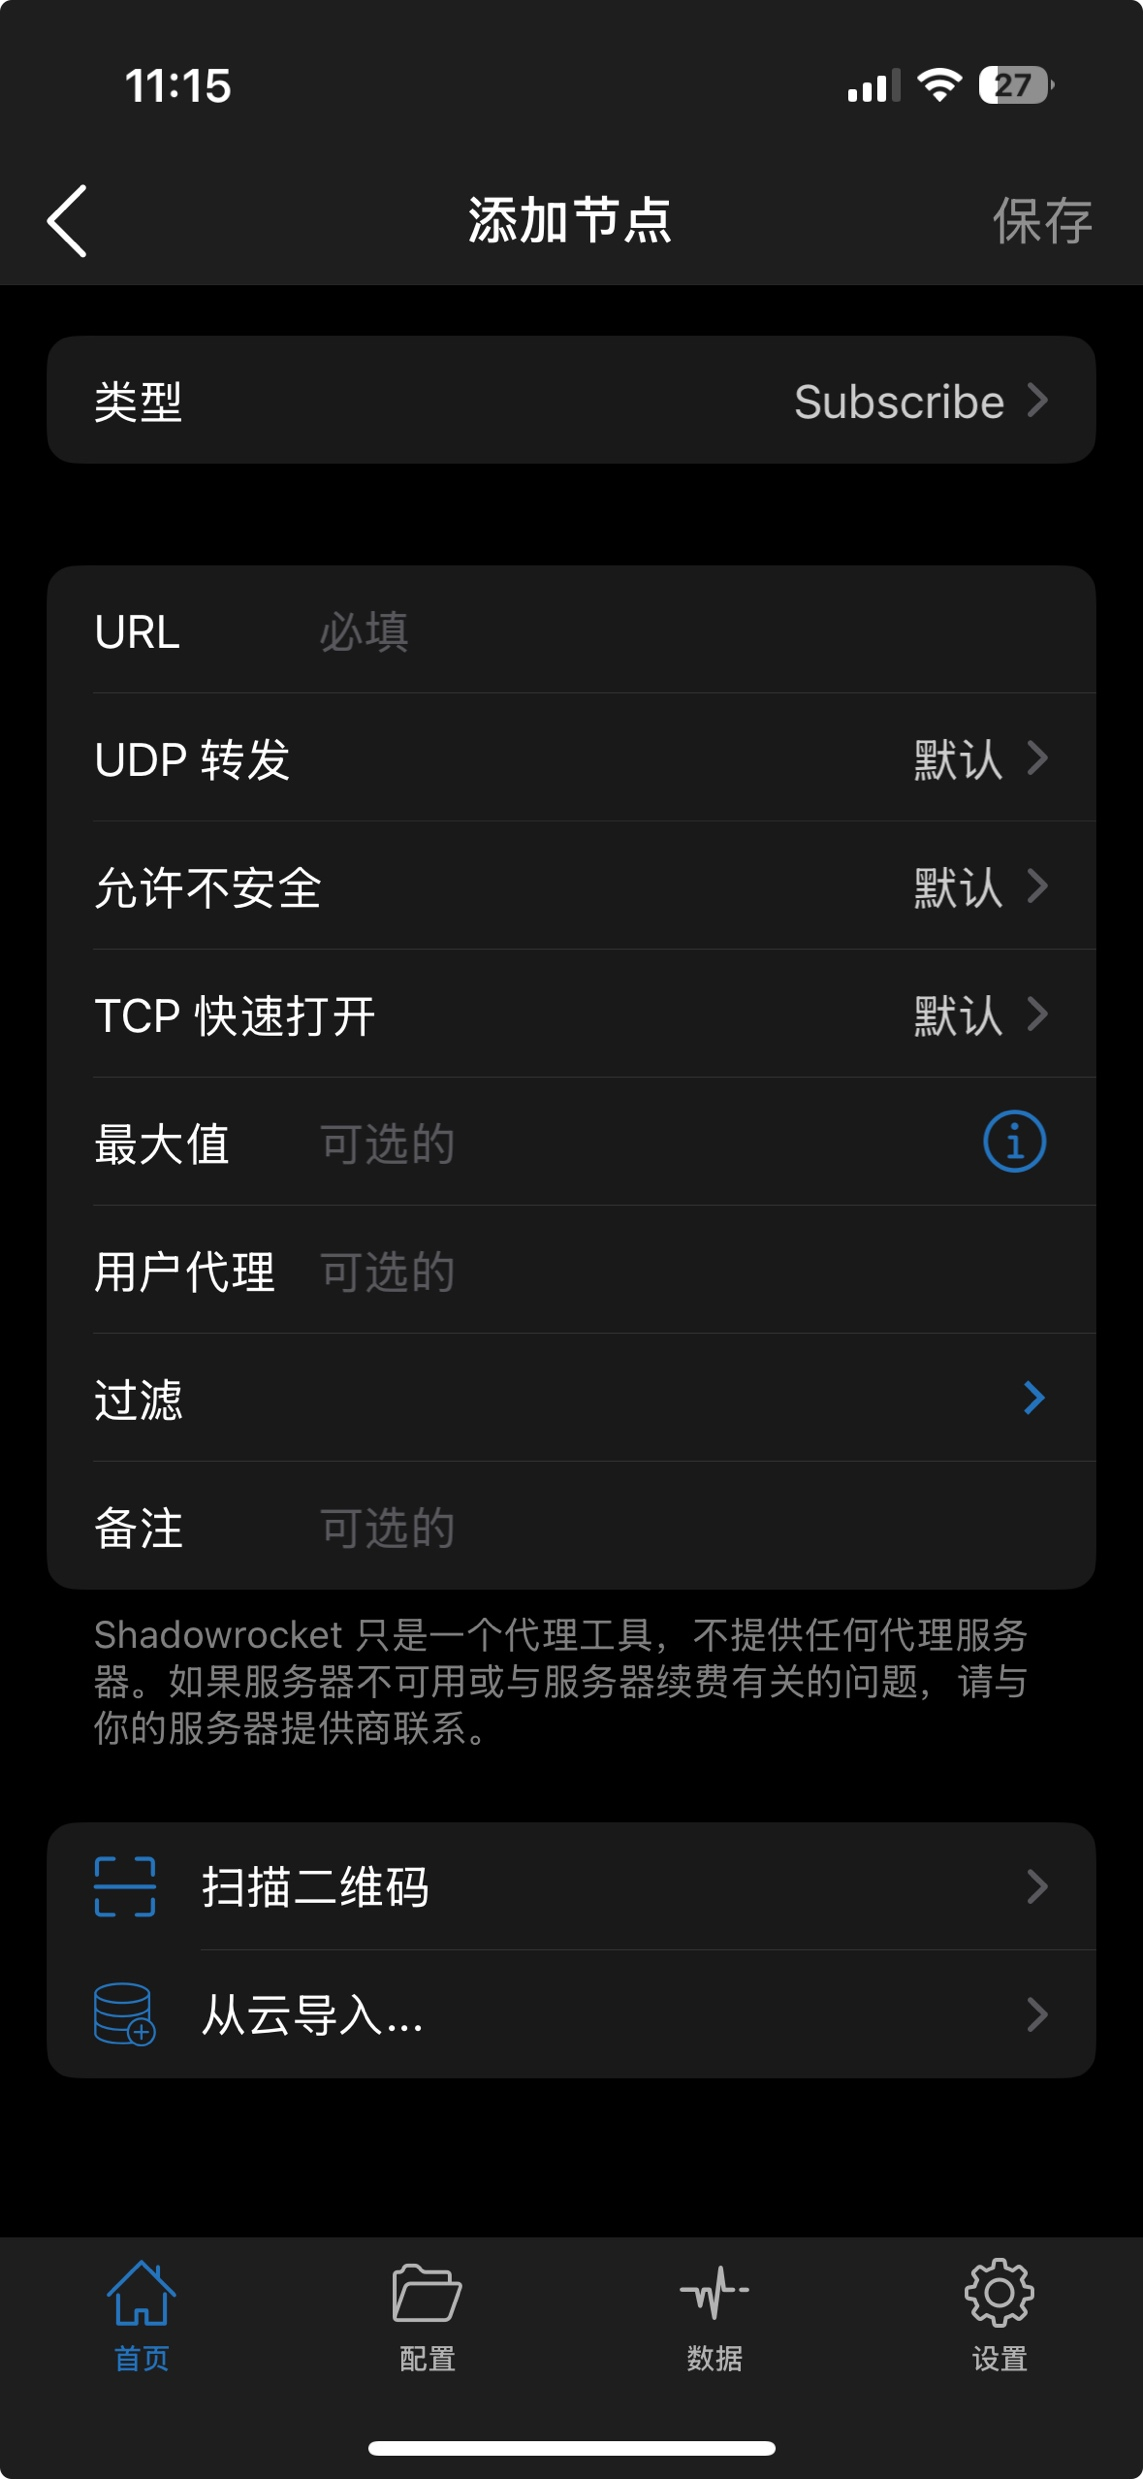 11:15
27
添加节点
保存
类型
Subscribe
URL
必填
UDP 转发
默认
允许不安全
默认
TCP 快速打开
默认
最大值
可选的
用户代理
可选的
过滤
备注
可选的
Shadowrocket 只是一个代理工具，不提供任何代理服务
器。如果服务器不可用或与服务器续费有关的问题，请与
你的服务器提供商联系。
扫描二维码
从云导入...
首页
配置
数据
设置